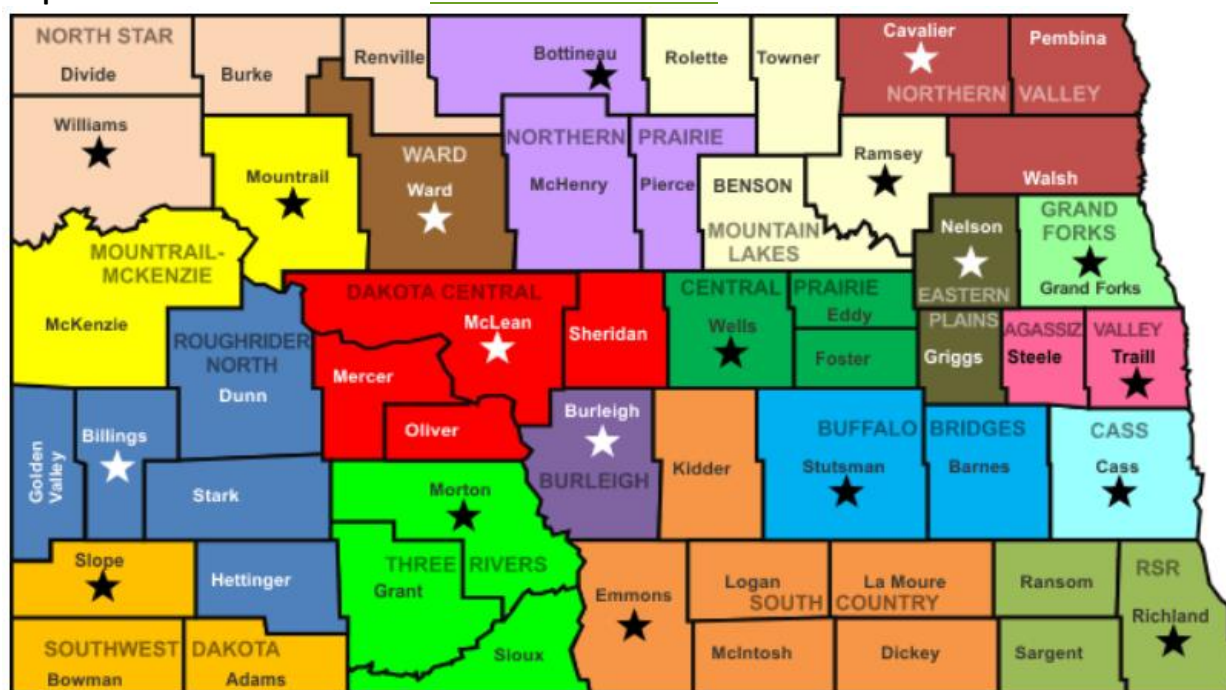 NORTH STAR
Divide
Burke
Renville
Bottineau
Rolette
Towner
Cavalier
Pembina
NORTHERN VALLEY
Williams
Mountrail
WARD
Ward
NORTHERN PRAIRIE
McHenry
Pierce
BENSON
MOUNTAIN
LAKES
Ramsey
Walsh
Nelson
EASTERN
PLAINS
GRAND
FORKS
Grand Forks
MOUNTRAIL-
MCKENZIE
McKenzie
ROUGHRIDER
NORTH
Dunn
DAKOTA CENTRAL
McLean
Sheridan
Mercer
Oliver
CENTRAL PRAIRIE
Wells
Eddy
Foster
Griggs
AGASSIZ VALLEY
Steele
Traill
Golden
Valley
Billings
Stark
Burleigh
BURLEIGH
Kidder
BUFFALO BRIDGES
Stutsman
Barnes
CASS
Cass
Morton
THREE RIVERS
Grant
Sioux
Slope
Hettinger
SOUTHWEST DAKOTA
Bowman
Adams
Emmons
Logan
La Moure
SOUTH COUNTRY
McIntosh
Dickey
Ransom
Sargent
RSR
Richland